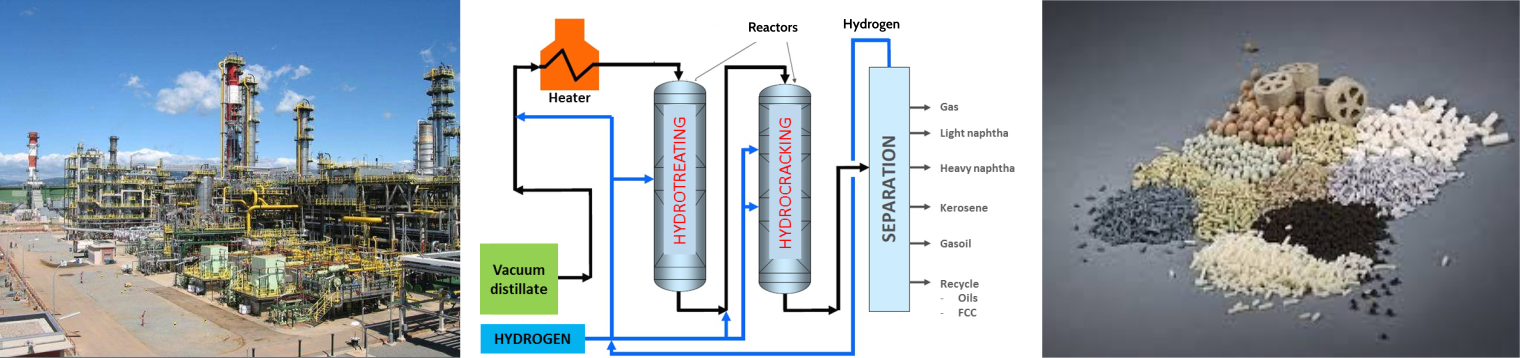 Reactors
Hydrogen
Heater
HYDROTREATING
HYDROCRACKING
SEPARATION
Gas
Light naphtha
Heavy naphtha
Kerosene
Gasoil
Recycle
- Oils
- FCC
Vacuum
distillate
HYDROGEN